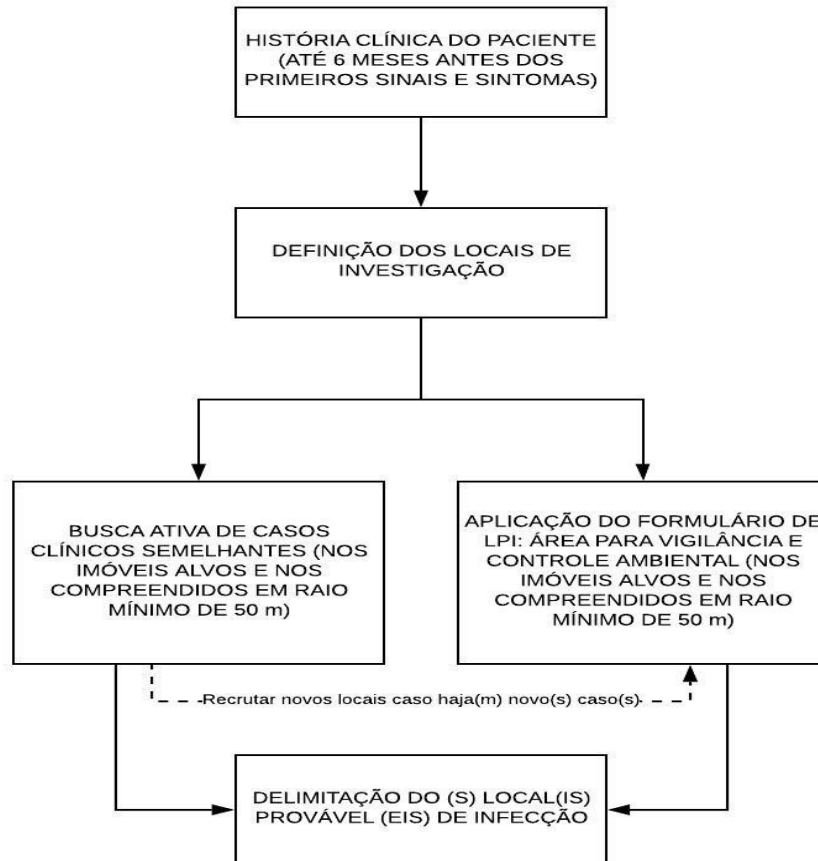 HISTÓRIA CLÍNICA DO PACIENTE
(ATÉ 6 MESES ANTES DOS
PRIMEIROS SINAIS E SINTOMAS)
DEFINIÇÃO DOS LOCAIS DE
INVESTIGAÇÃO
BUSCA ATIVA DE CASOS
CLÍNICOS SEMELHANTES (NOS
IMÓVEIS ALVOS E NOS
COMPREENDIDOS EM RAIO
MÍNIMO DE 50 m)
APLICAÇÃO DO FORMULÁRIO DE
LPI: ÁREA PARA VIGILÂNCIA E
CONTROLE AMBIENTAL (NOS
IMÓVEIS ALVOS E NOS
COMPREENDIDOS EM RAIO
MÍNIMO DE 50 m)
Recrutar novos locais caso haja(m) novo(s) caso(s)
DELIMITAÇÃO DO (S) LOCAL(IS)
PROVÁVEL (EIS) DE INFECÇÃO